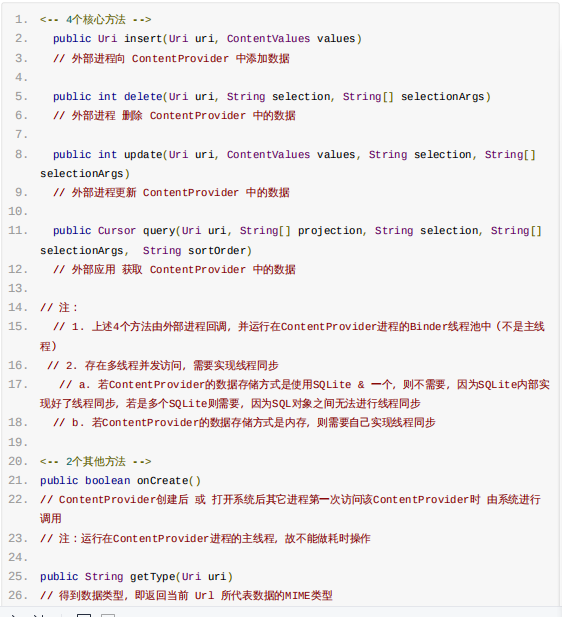 1. <-- 4个核心方法 -->
2. public Uri insert(Uri uri, ContentValues values)
3. // 外部进程向 ContentProvider 中添加数据
4.
5. public int delete(Uri uri, String selection, String[] selectionArgs)
6. // 外部进程 删除 ContentProvider 中的数据
7.
8. public int update(Uri uri, ContentValues values, String selection, String[]
selectionArgs)
9. // 外部进程更新 ContentProvider 中的数据
10.
11. public Cursor query(Uri uri, String[] projection, String selection, String[]
selectionArgs, String sortOrder)
12. // 外部应用 获取 ContentProvider 中的数据
13.
14. // 注：
15. // 1. 上述4个方法由外部进程回调, 并运行在ContentProvider进程的Binder线程池中（不是主线
程）
16. // 2. 存在多线程并发访问, 需要实现线程同步
17. // a. 若ContentProvider的数据存储方式是使用SQLite & 一个, 则不需要, 因为SQLite内部实
现好了线程同步, 若是多个SQLite则需要, 因为SQL对象之间无法进行线程同步
18. // b. 若ContentProvider的数据存储方式是内存, 则需要自己实现线程同步
19.
20. <-- 2个其他方法 -->
21. public boolean onCreate()
22. // ContentProvider创建后 或 打开系统后其它进程第一次访问该ContentProvider时 由系统进行
调用
23. // 注：运行在ContentProvider进程的主线程, 故不能做耗时操作
24.
25. public String getType(Uri uri)
26. // 得到数据类型, 即返回当前 Url 所代表数据的MIME类型